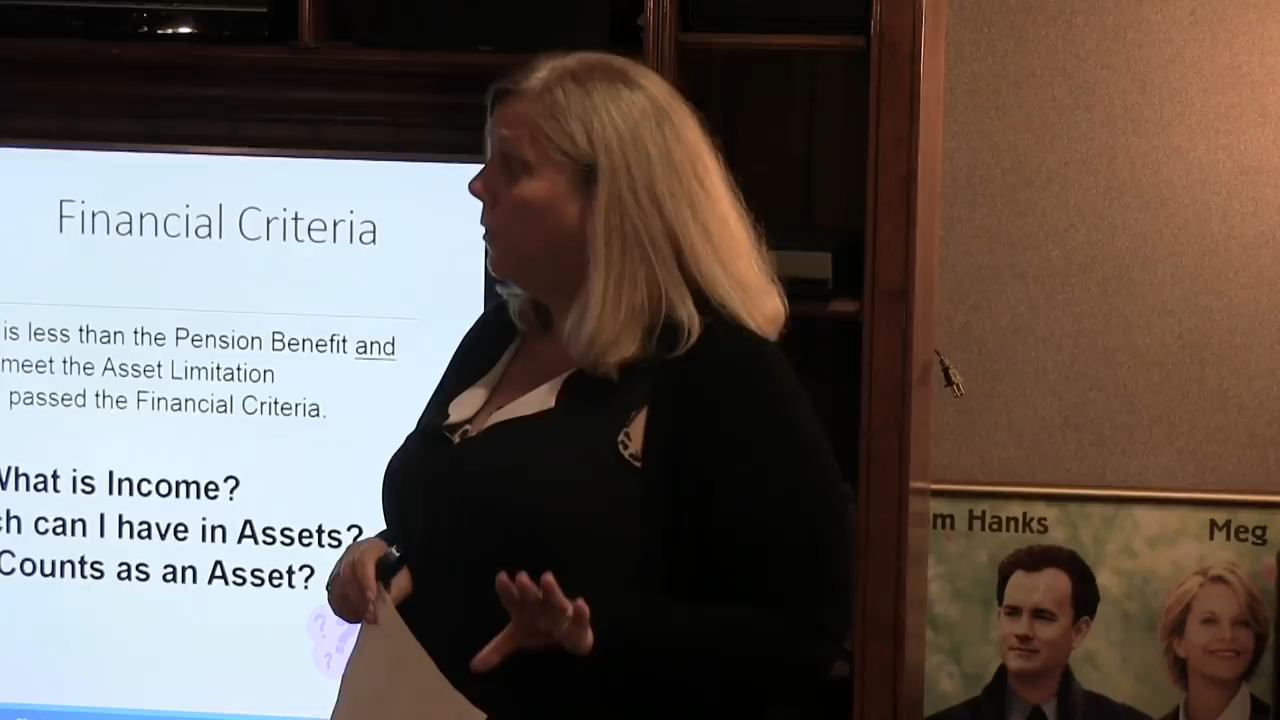 Financial Criteria
is less than the Pension Benefit and
meet the Asset Limitation
passed the Financial Criteria.
What is Income?
ch can I have in Assets?
Counts as an Asset?
? ? ?
m Hanks
Meg